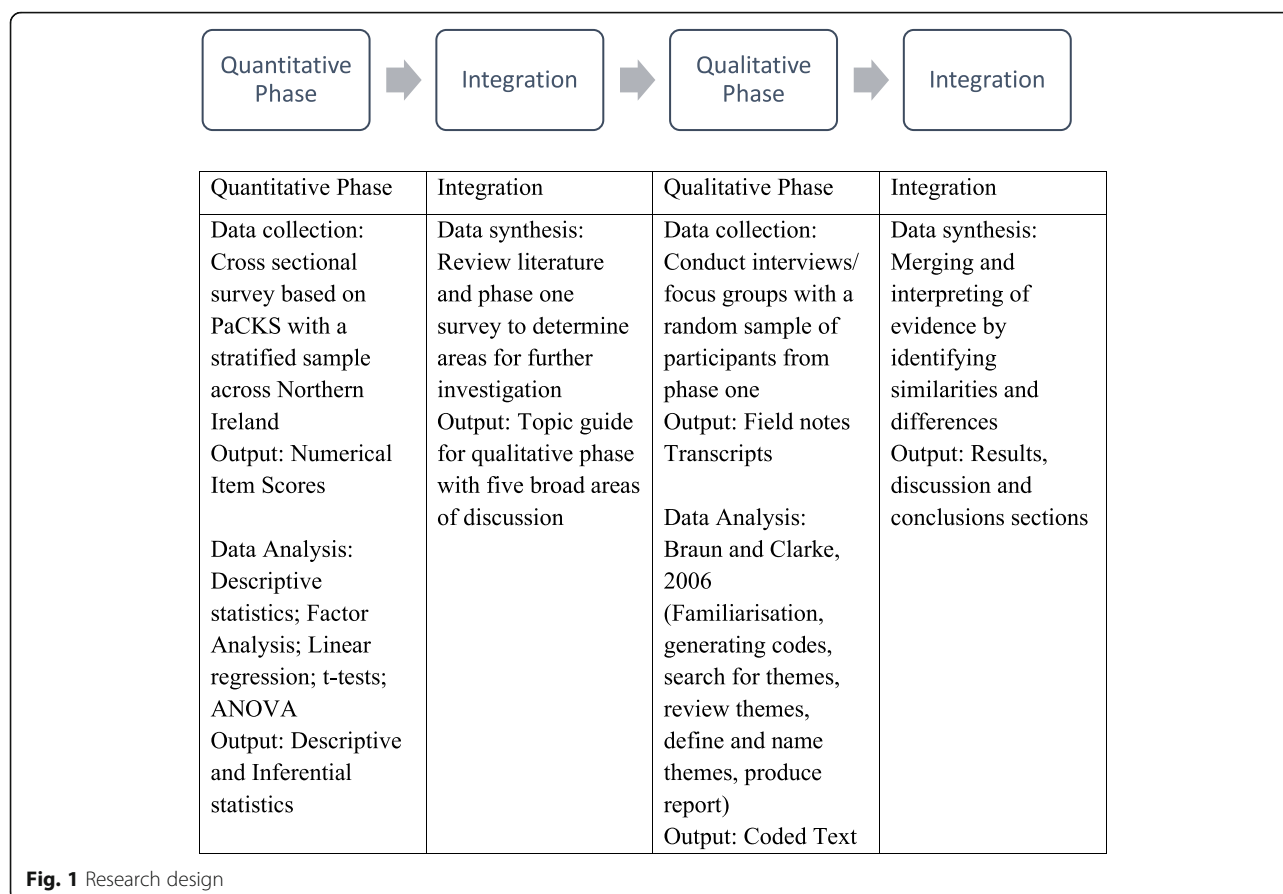 Quantitative
Phase
Integration
Qualitative
Phase
Integration
Quantitative Phase
Integration
Qualitative Phase
Integration
Data collection:
Cross sectional
survey based on
PaCKS with a
stratified sample
across Northern
Ireland
Output: Numerical
Item Scores
Data Analysis:
Descriptive
statistics; Factor
Analysis; Linear
regression; t-tests;
ANOVA
Output: Descriptive
and Inferential
statistics
Data synthesis:
Review literature
and phase one
survey to determine
areas for further
investigation
Output: Topic guide
for qualitative phase
with five broad areas
of discussion
Data collection:
Conduct interviews/
focus groups with a
random sample of
participants from
phase one
Output: Field notes
Transcripts
Data Analysis:
Braun and Clarke,
2006
(Familiarisation,
generating codes,
search for themes,
review themes,
define and name
themes, produce
report)
Output: Coded Text
Data synthesis:
Merging and
interpreting of
evidence by
identifying
similarities and
differences
Output: Results,
discussion and
conclusions sections
Fig. 1 Research design